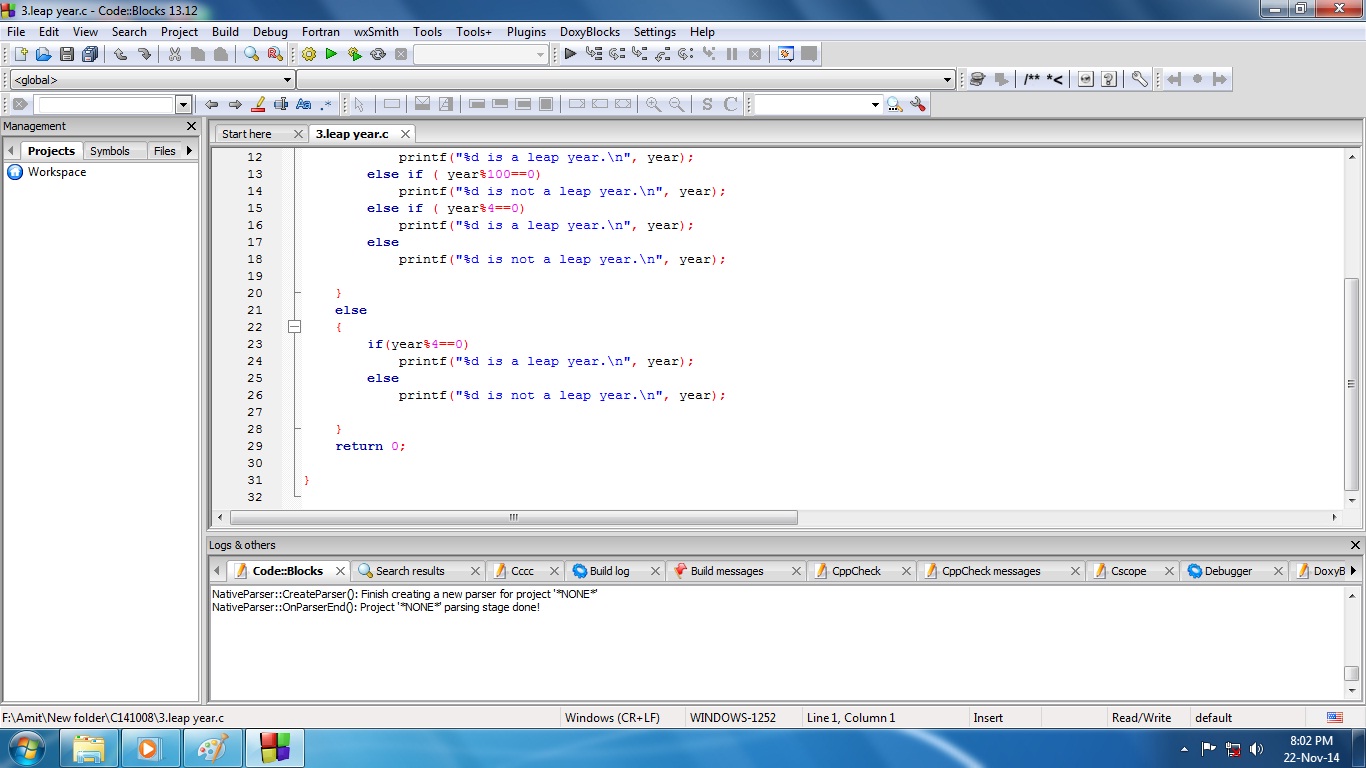 3.leap year.c - Code::Blocks 13.12
File Edit View Search Project Build Debug Fortran wxSmith Tools Tools+ Plugins DoxyBlocks Settings Help
<global>
/** *<
Aa .*
S C
Management
Projects Symbols Files
Workspace
Start here 3.leap year.c
12 printf("%d is a leap year.\n", year);
13 else if ( year%100==0)
14 printf("%d is not a leap year.\n", year);
15 else if ( year%4==0)
16 printf("%d is a leap year.\n", year);
17 else
18 printf("%d is not a leap year.\n", year);
19
20 }
21 else
22 {
23 if(year%4==0)
24 printf("%d is a leap year.\n", year);
25 else
26 printf("%d is not a leap year.\n", year);
27
28 }
29 return 0;
30
31 }
32
Logs & others
Code::Blocks Search results Cccc Build log Build messages CppCheck CppCheck messages Cscope Debugger DoxyB
NativeParser::CreateParser(): Finish creating a new parser for project '*NONE*'
NativeParser::OnParserEnd(): Project '*NONE*' parsing stage done!
F:\Amit\New folder\C141008\3.leap year.c Windows (CR+LF) WINDOWS-1252 Line 1, Column 1 Insert Read/Write default
8:02 PM
22-Nov-14